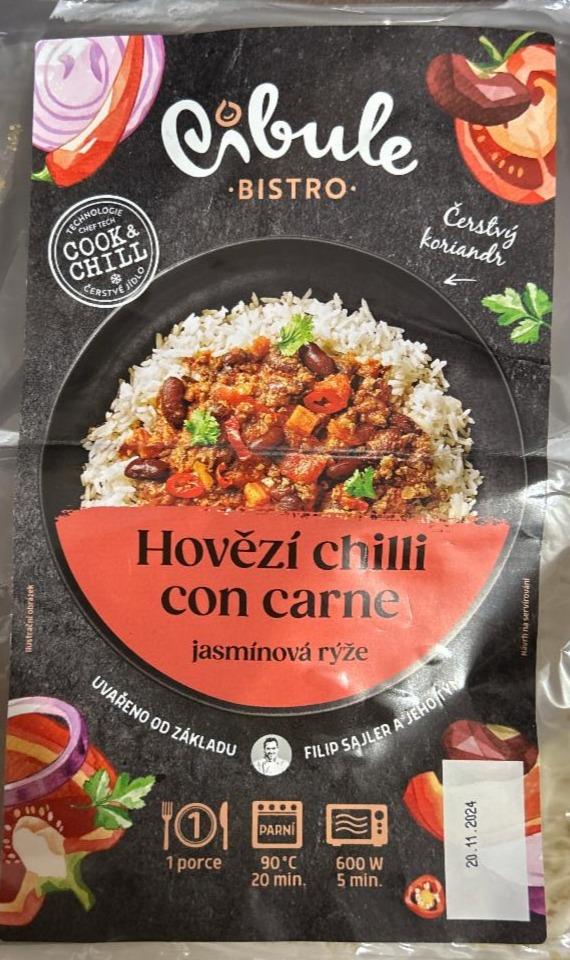 Cibule
·BISTRO·
TECHNOLOGIE
CHEF TECH
COOK&
CHILL
ČERSTVÉ JÍDLO
Čerstvý
koriandr
Hovězí chilli
con carne
jasmínová rýže
Ilustrační obrázek
Návrh na servírování
UVAŘENO OD ZÁKLADU
FILIP SAJLER A JEHO TÝM
1
PARNÍ
1 porce
90°C
20 min.
600 W
5 min.
20.11.2024